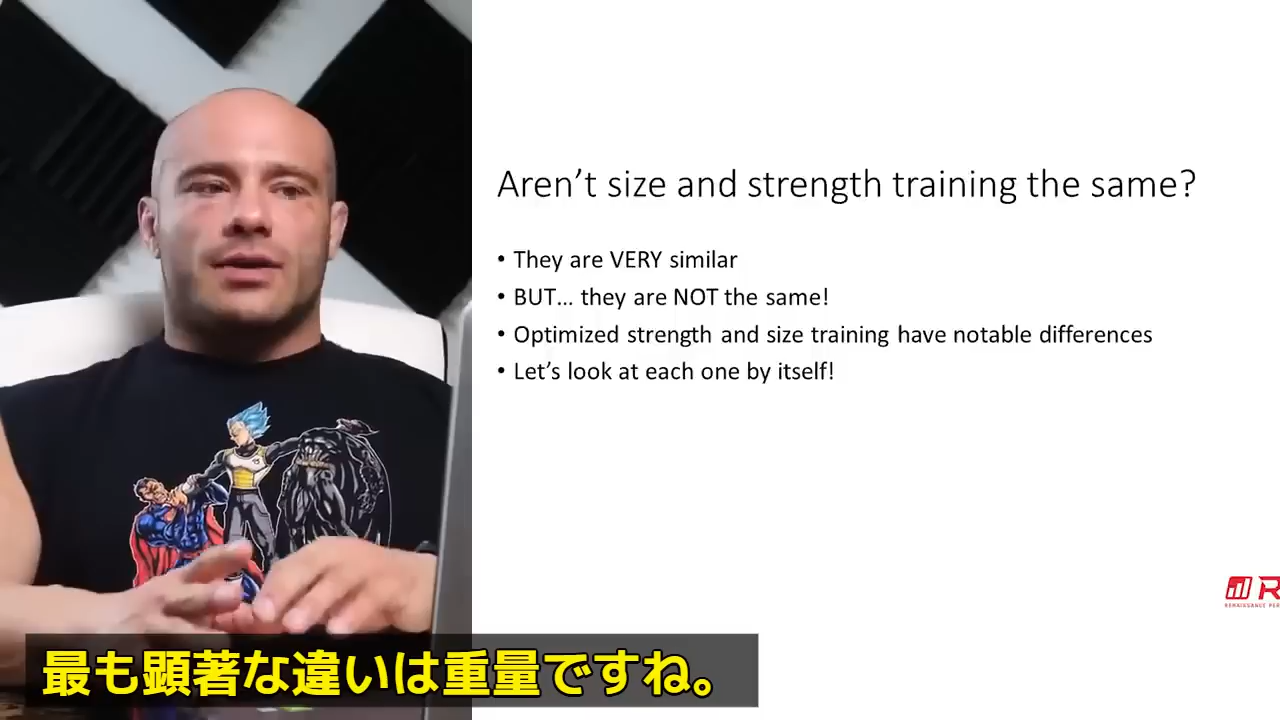 Aren't size and strength training the same?
• They are VERY similar
• BUT... they are NOT the same!
• Optimized strength and size training have notable differences
• Let's look at each one by itself!
R
RENAISSANCE PER
最も顕著な違いは重量ですね。